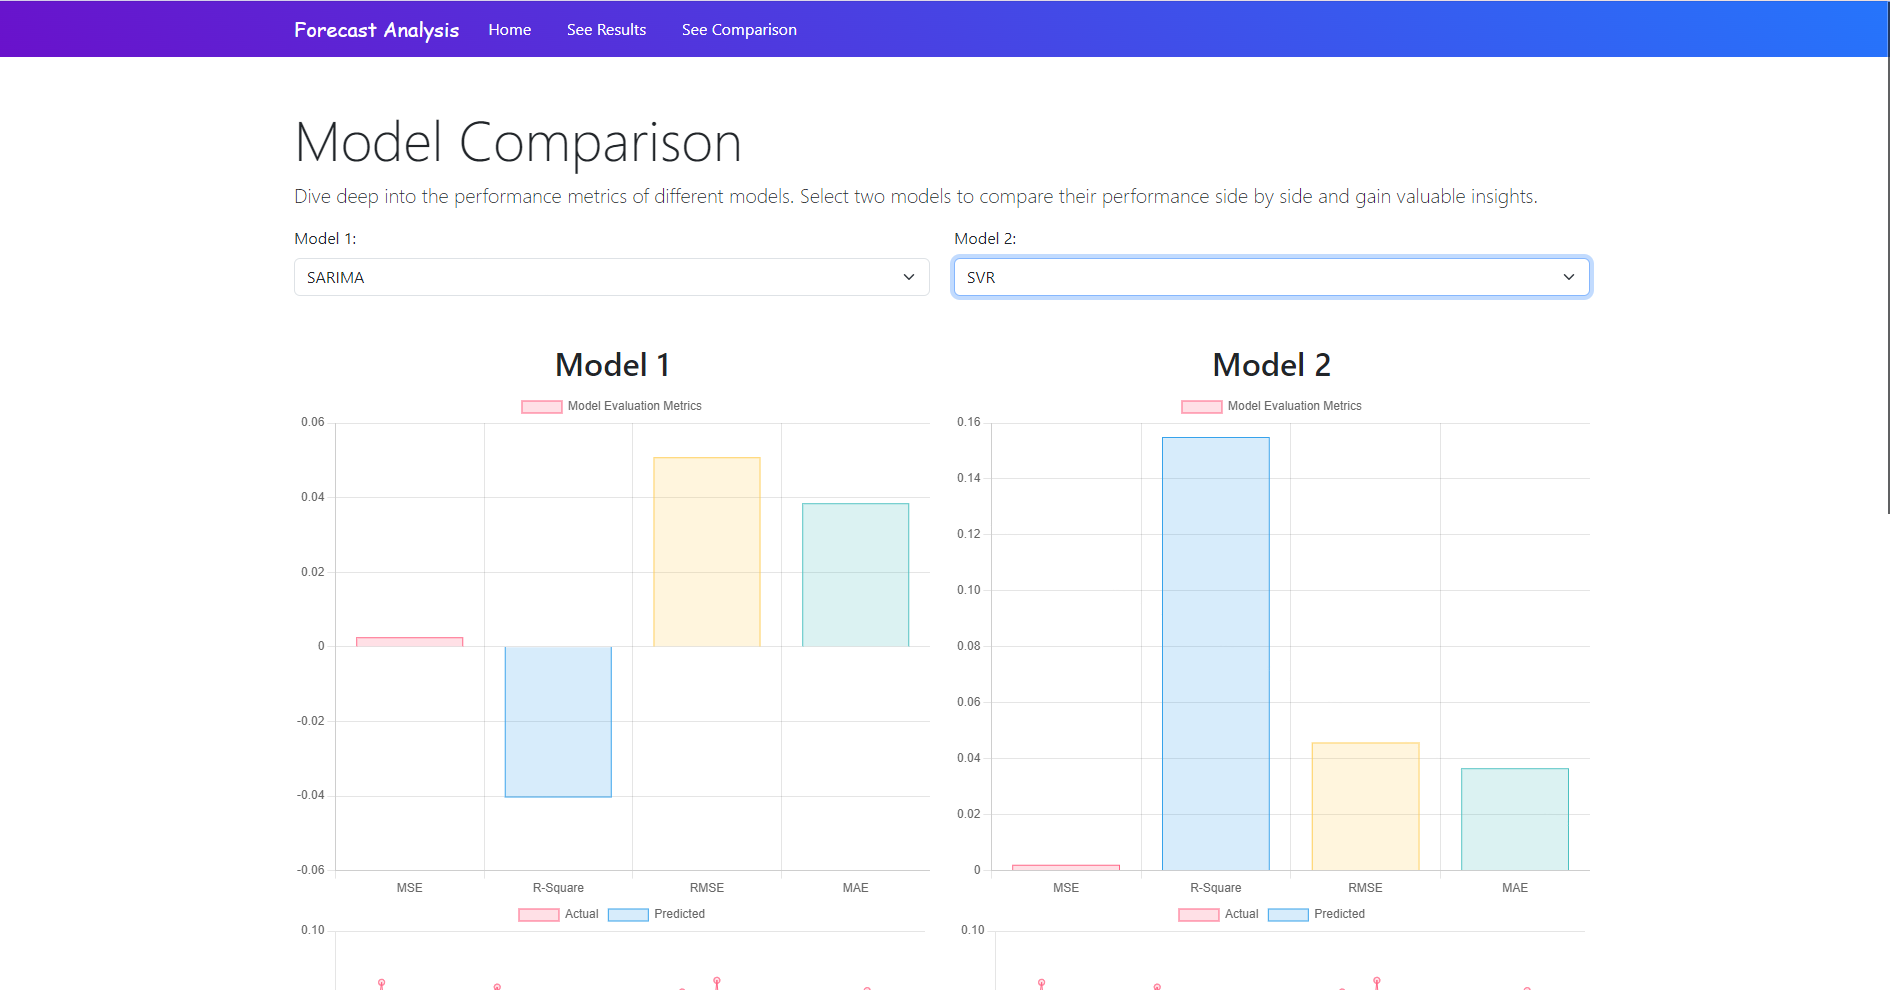 Forecast Analysis Home See Results See Comparison
Model Comparison
Dive deep into the performance metrics of different models. Select two models to compare their performance side by side and gain valuable insights.
Model 1:
SARIMA
Model 2:
SVR
Model 1
Model Evaluation Metrics
0.06
0.04
0.02
0
-0.02
-0.04
-0.06
MSE R-Square RMSE MAE
Actual Predicted
0.10
Model 2
Model Evaluation Metrics
0.16
0.14
0.12
0.10
0.08
0.06
0.04
0.02
0
MSE R-Square RMSE MAE
Actual Predicted
0.10